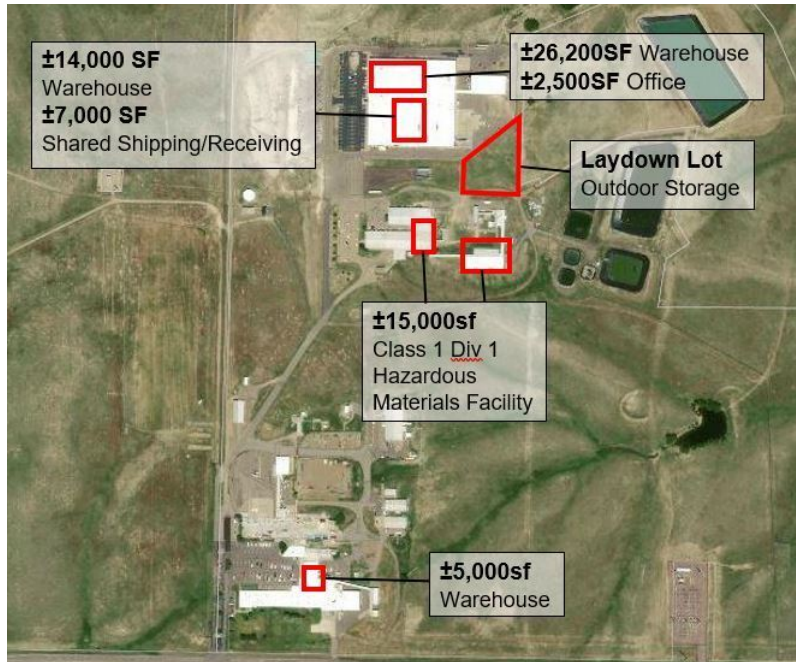 ±14,000 SF
Warehouse
±7,000 SF
Shared Shipping/Receiving
±26,200SF Warehouse
±2,500SF Office
Laydown Lot
Outdoor Storage
±15,000sf
Class 1 Div 1
Hazardous
Materials Facility
±5,000sf
Warehouse